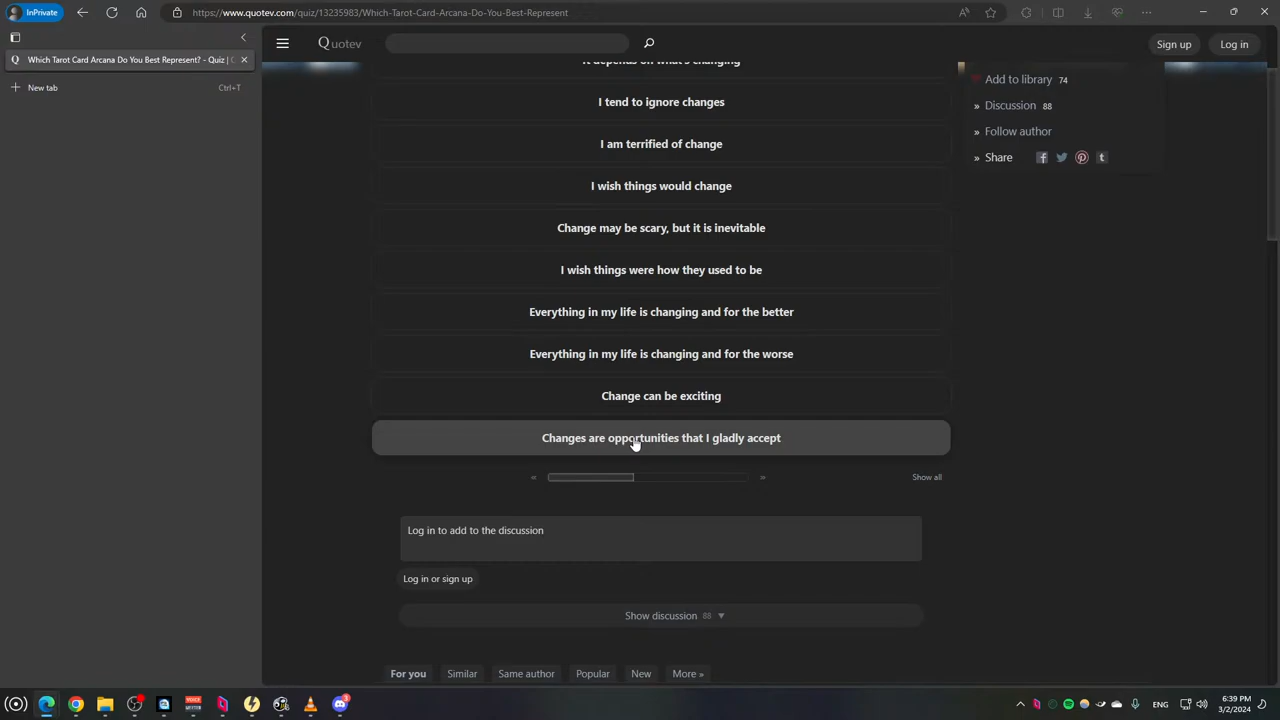 InPrivate
https://www.quotev.com/quiz/13235983/Which-Tarot-Card-Arcana-Do-You-Best-Represent
Q Which Tarot Card Arcana Do You Best Represent? - Quiz |
New tab Ctrl+T
Quotev
Sign up
Log in
It depends on what's changing
I tend to ignore changes
I am terrified of change
I wish things would change
Change may be scary, but it is inevitable
I wish things were how they used to be
Everything in my life is changing and for the better
Everything in my life is changing and for the worse
Change can be exciting
Changes are opportunities that I gladly accept
« » Show all
Add to library 74
» Discussion 88
» Follow author
» Share
Log in to add to the discussion
Log in or sign up
Show discussion 88 ▼
For you Similar Same author Popular New More »
ENG
6:39 PM
3/2/2024